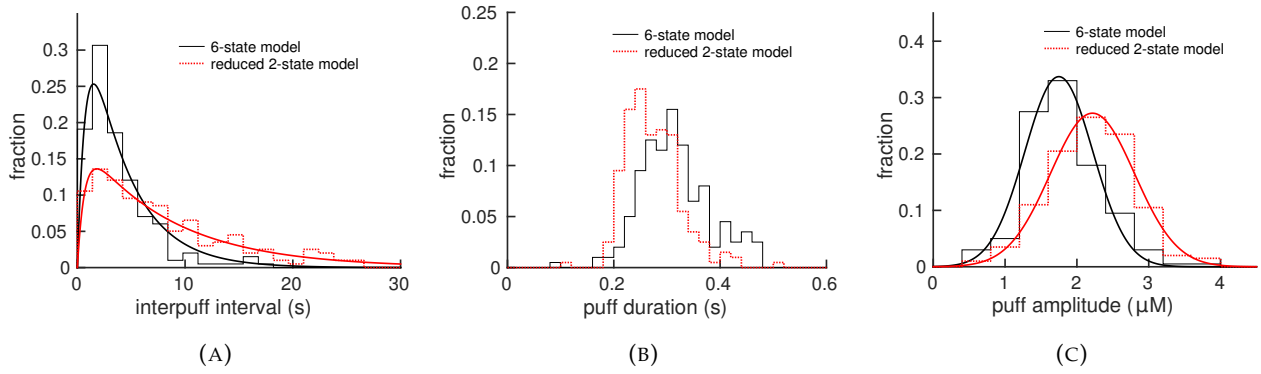 6-state model
reduced 2-state model
fraction
0.3
0.25
0.2
0.15
0.1
0.05
0
0
10
20
30
interpuff interval (s)
(A)
6-state model
reduced 2-state model
fraction
0.25
0.20
0.15
0.10
0.05
0
0
0.2
0.4
0.6
puff duration (s)
(B)
6-state model
reduced 2-state model
fraction
0.4
0.3
0.2
0.1
0
0
1
2
3
4
puff amplitude (µM)
(C)